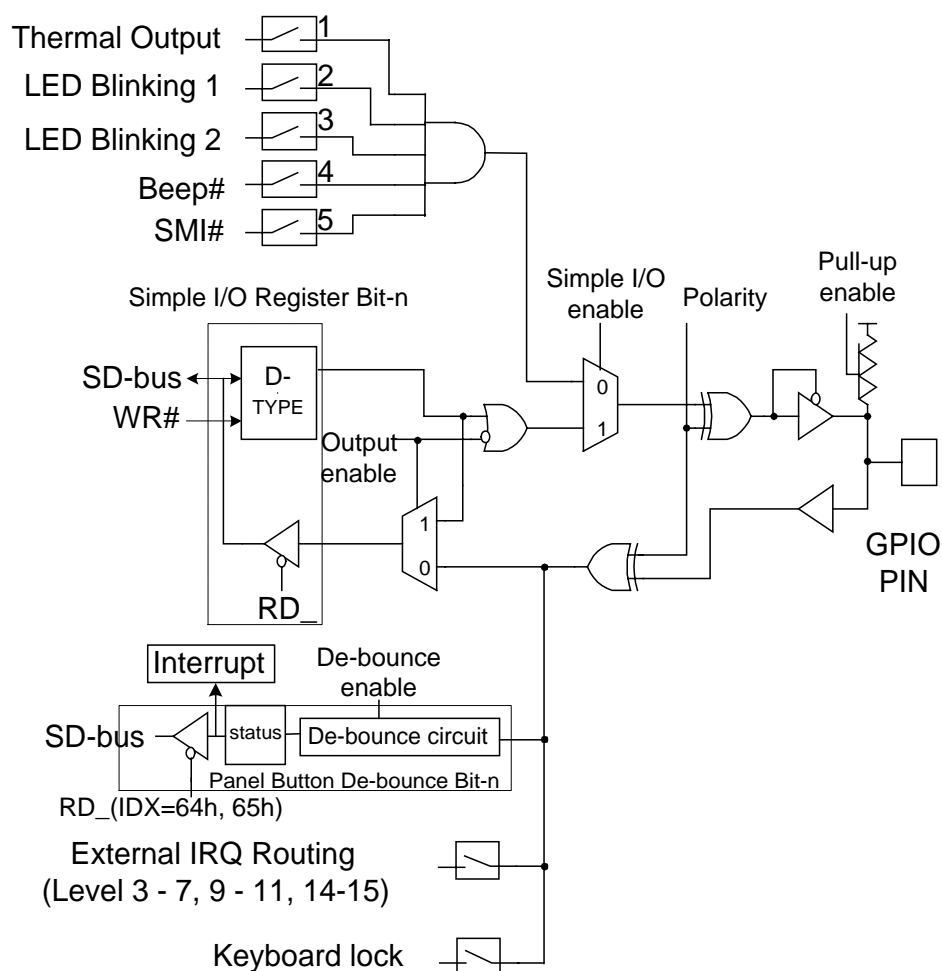 Thermal Output
1
LED Blinking 1
2
LED Blinking 2
3
Beep#
4
SMI#
5
Simple I/O Register Bit-n
Simple I/O
enable
Polarity
Pull-up
enable
SD-bus
WR#
D-
TYPE
0
1
Output
enable
1
0
RD_
GPIO
PIN
Interrupt
De-bounce
enable
SD-bus
status
De-bounce circuit
Panel Button De-bounce Bit-n
RD_(IDX=64h, 65h)
External IRQ Routing
(Level 3 - 7, 9 - 11, 14-15)
Keyboard lock